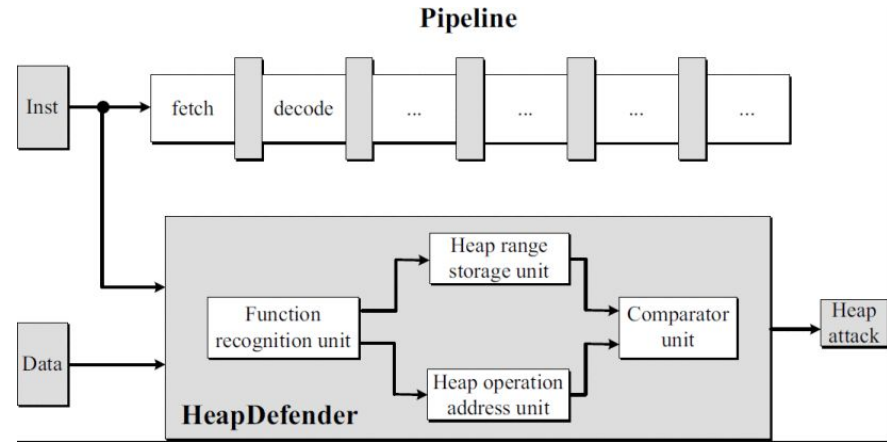 Pipeline
Inst
fetch
decode
...
...
...
...
Heap range
storage unit
Function
recognition unit
Comparator
unit
Heap
attack
Data
Heap operation
address unit
HeapDefender